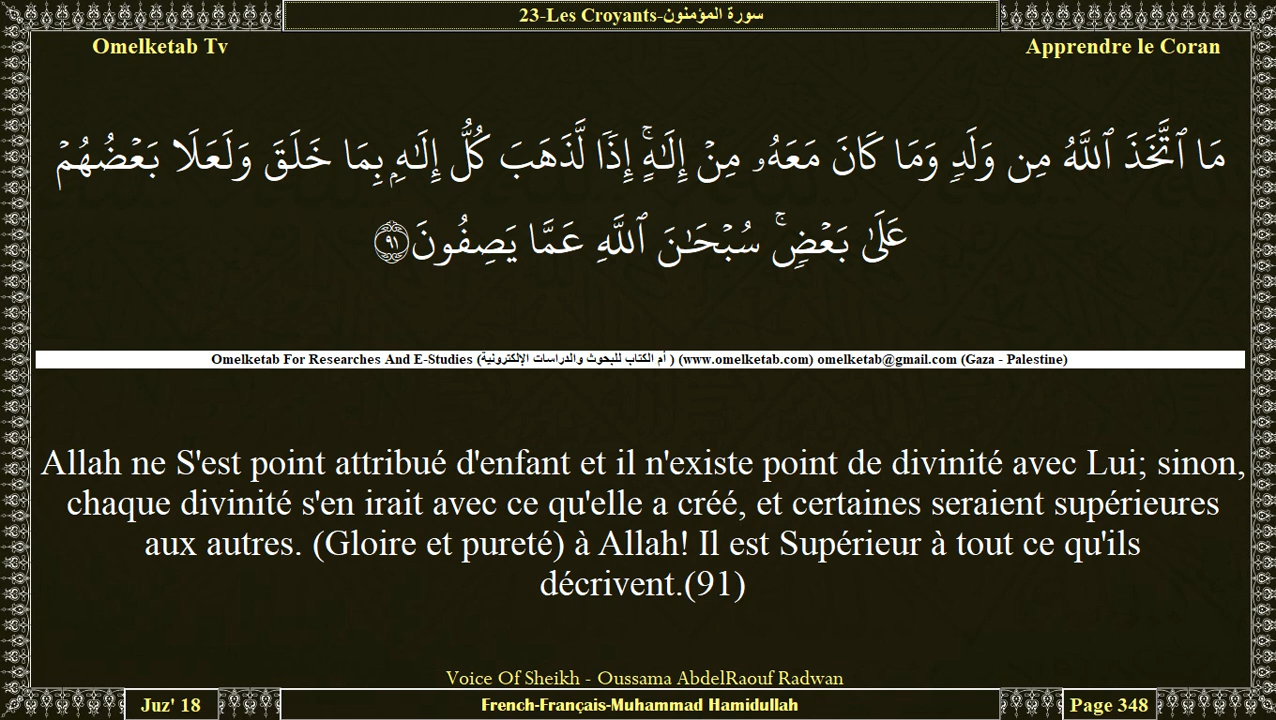 23-Les Croyants-سورة المؤمنون
Omelketab Tv
Apprendre le Coran
مَا ٱتَّخَذَ ٱللَّهُ مِن وَلَدٖ وَمَا كَانَ مَعَهُۥ مِنۡ إِلَٰهٍۚ إِذٗا لَّذَهَبَ كُلُّ إِلَٰهِۭ بِمَا خَلَقَ وَلَعَلَا بَعۡضُهُمۡ
عَلَىٰ بَعۡضٖۚ سُبۡحَٰنَ ٱللَّهِ عَمَّا يَصِفُونَ ٩١
Omelketab For Researches And E-Studies (أم الكتاب للبحوث والدراسات الإلكترونية ) (www.omelketab.com) omelketab@gmail.com (Gaza - Palestine)
Allah ne S'est point attribué d'enfant et il n'existe point de divinité avec Lui; sinon,
chaque divinité s'en irait avec ce qu'elle a créé, et certaines seraient supérieures
aux autres. (Gloire et pureté) à Allah! Il est Supérieur à tout ce qu'ils
décrivent.(91)
Voice Of Sheikh - Oussama AbdelRaouf Radwan
Juz' 18
French-Français-Muhammad Hamidullah
Page 348